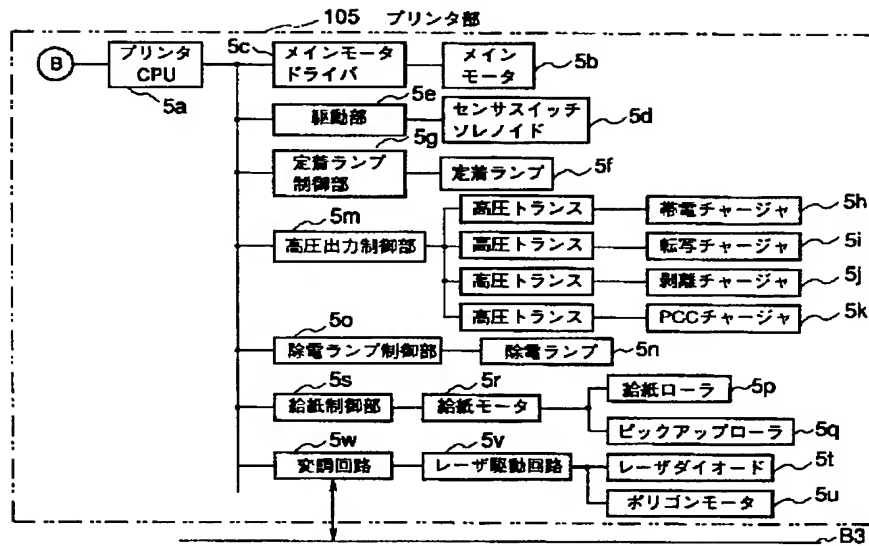 105 プリンタ部
B
プリンタ
CPU
5a
5c
メインモータ
ドライバ
メイン
モータ
5b
5e
駆動部
センサスイッチ
ソレノイド
5d
5g
定着ランプ
制御部
定着ランプ
5f
5m
高圧出力制御部
高圧トランス
帯電チャージャ
5h
高圧トランス
転写チャージャ
5i
高圧トランス
剥離チャージャ
5j
高圧トランス
PCCチャージャ
5k
5o
除電ランプ制御部
除電ランプ
5n
5s
給紙制御部
5r
給紙モータ
給紙ローラ
5p
ピックアップローラ
5q
5w
変調回路
5v
レーザ駆動回路
レーザダイオード
5t
ポリゴンモータ
5u
B3